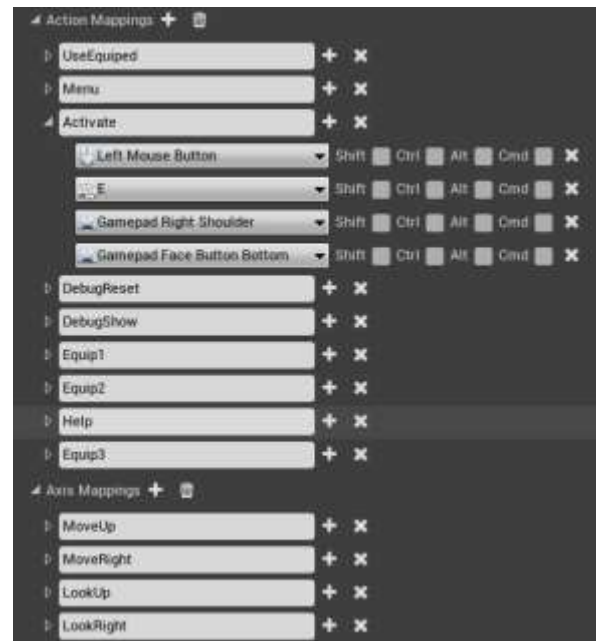 Action Mappings
UseEquiped
Menu
Activate
Left Mouse Button Shift Ctrl Alt Cmd
E Shift Ctrl Alt Cmd
Gamepad Right Shoulder Shift Ctrl Alt Cmd
Gamepad Face Button Bottom Shift Ctrl Alt Cmd
DebugReset
DebugShow
Equip1
Equip2
Help
Equip3
Axis Mappings
MoveUp
MoveRight
LookUp
LookRight